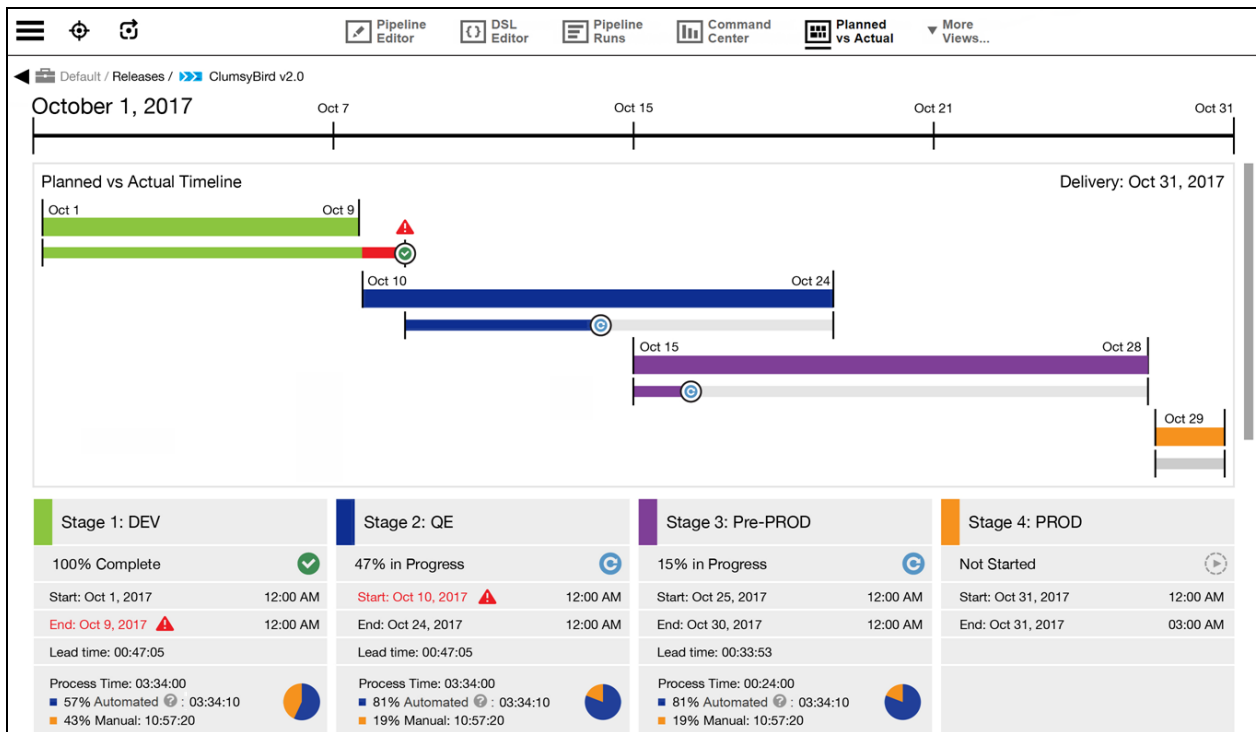 Pipeline Editor
DSL Editor
Pipeline Runs
Command Center
Planned vs Actual
More Views...
Default / Releases / ClumsyBird v2.0
October 1, 2017 Oct 7 Oct 15 Oct 21 Oct 31
Planned vs Actual Timeline Delivery: Oct 31, 2017
Oct 1 Oct 9
Oct 10 Oct 24
Oct 15 Oct 28
Oct 29
Stage 1: DEV
100% Complete
Start: Oct 1, 2017 12:00 AM
End: Oct 9, 2017 12:00 AM
Lead time: 00:47:05
Process Time: 03:34:00
57% Automated ? : 03:34:10
43% Manual: 10:57:20
Stage 2: QE
47% in Progress
Start: Oct 10, 2017 12:00 AM
End: Oct 24, 2017 12:00 AM
Lead time: 00:47:05
Process Time: 03:34:00
81% Automated ? : 03:34:10
19% Manual: 10:57:20
Stage 3: Pre-PROD
15% in Progress
Start: Oct 25, 2017 12:00 AM
End: Oct 30, 2017 12:00 AM
Lead time: 00:33:53
Process Time: 00:24:00
81% Automated ? : 03:34:10
19% Manual: 10:57:20
Stage 4: PROD
Not Started
Start: Oct 31, 2017 12:00 AM
End: Oct 31, 2017 03:00 AM